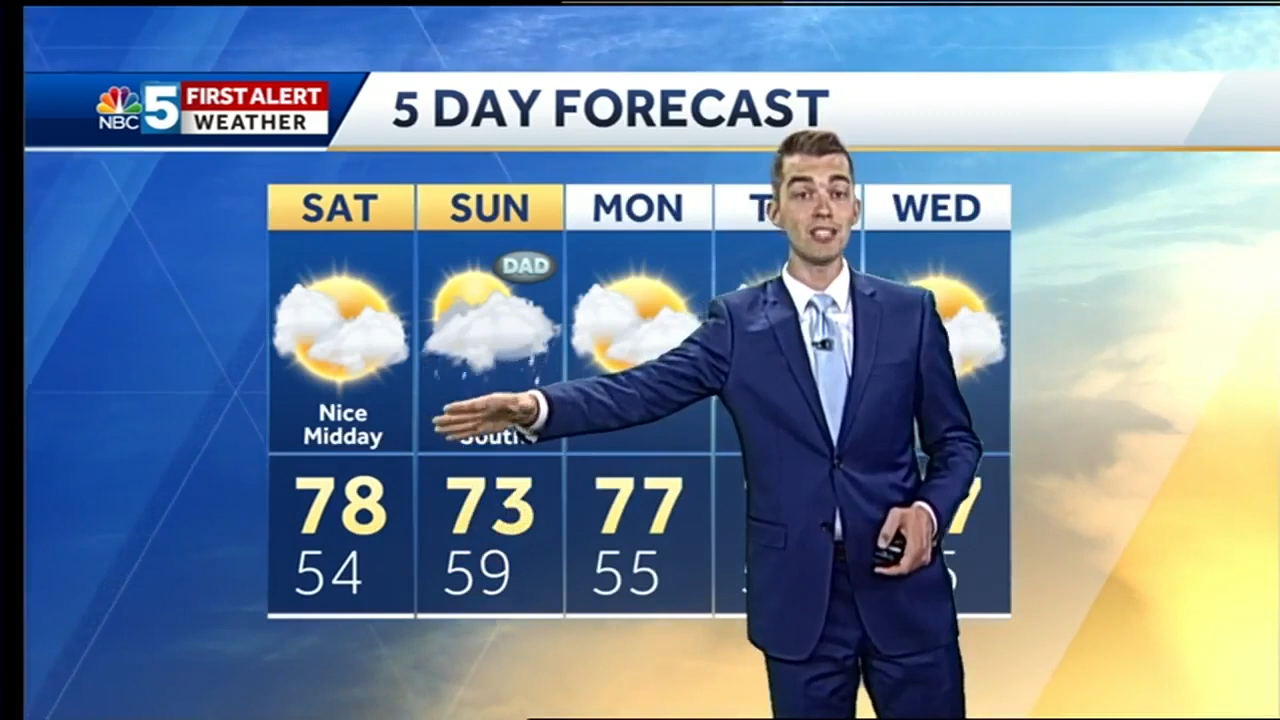 NBC 5 FIRST ALERT
WEATHER
5 DAY FORECAST
SAT SUN MON WED
DAD
Nice
Midday
78 73 77
54 59 55